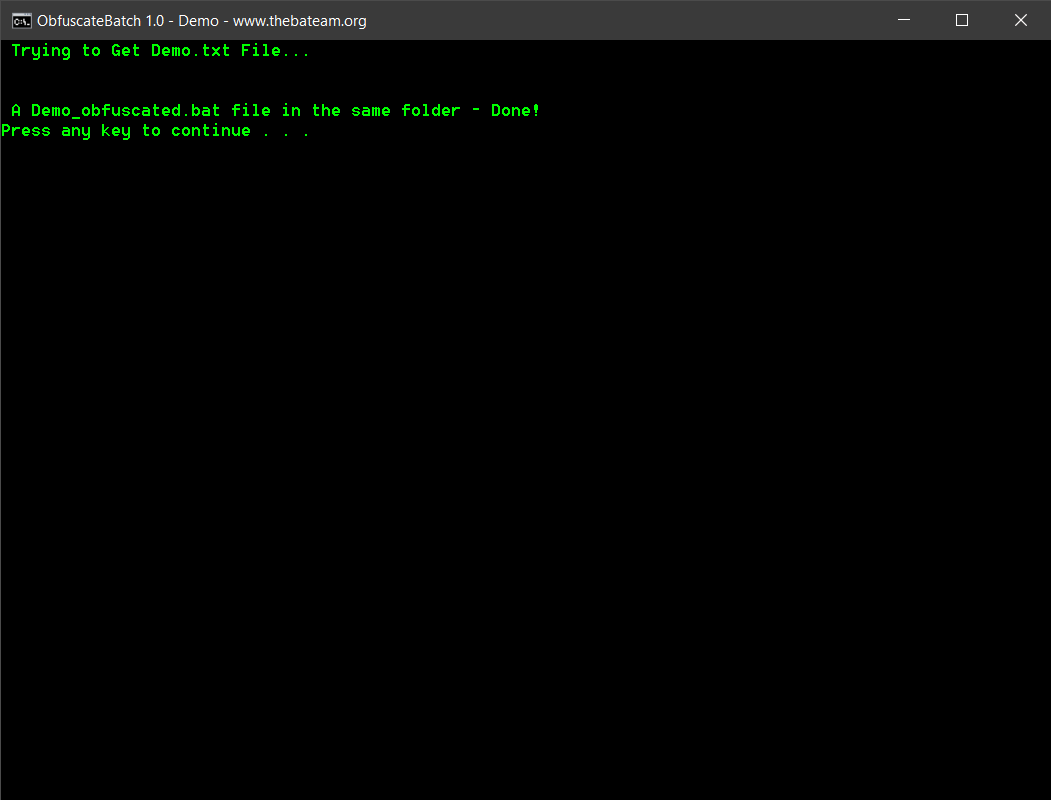 ObfuscateBatch 1.0 - Demo - www.thebateam.org
Trying to Get Demo.txt File...
A Demo_obfuscated.bat file in the same folder - Done!
Press any key to continue . . .